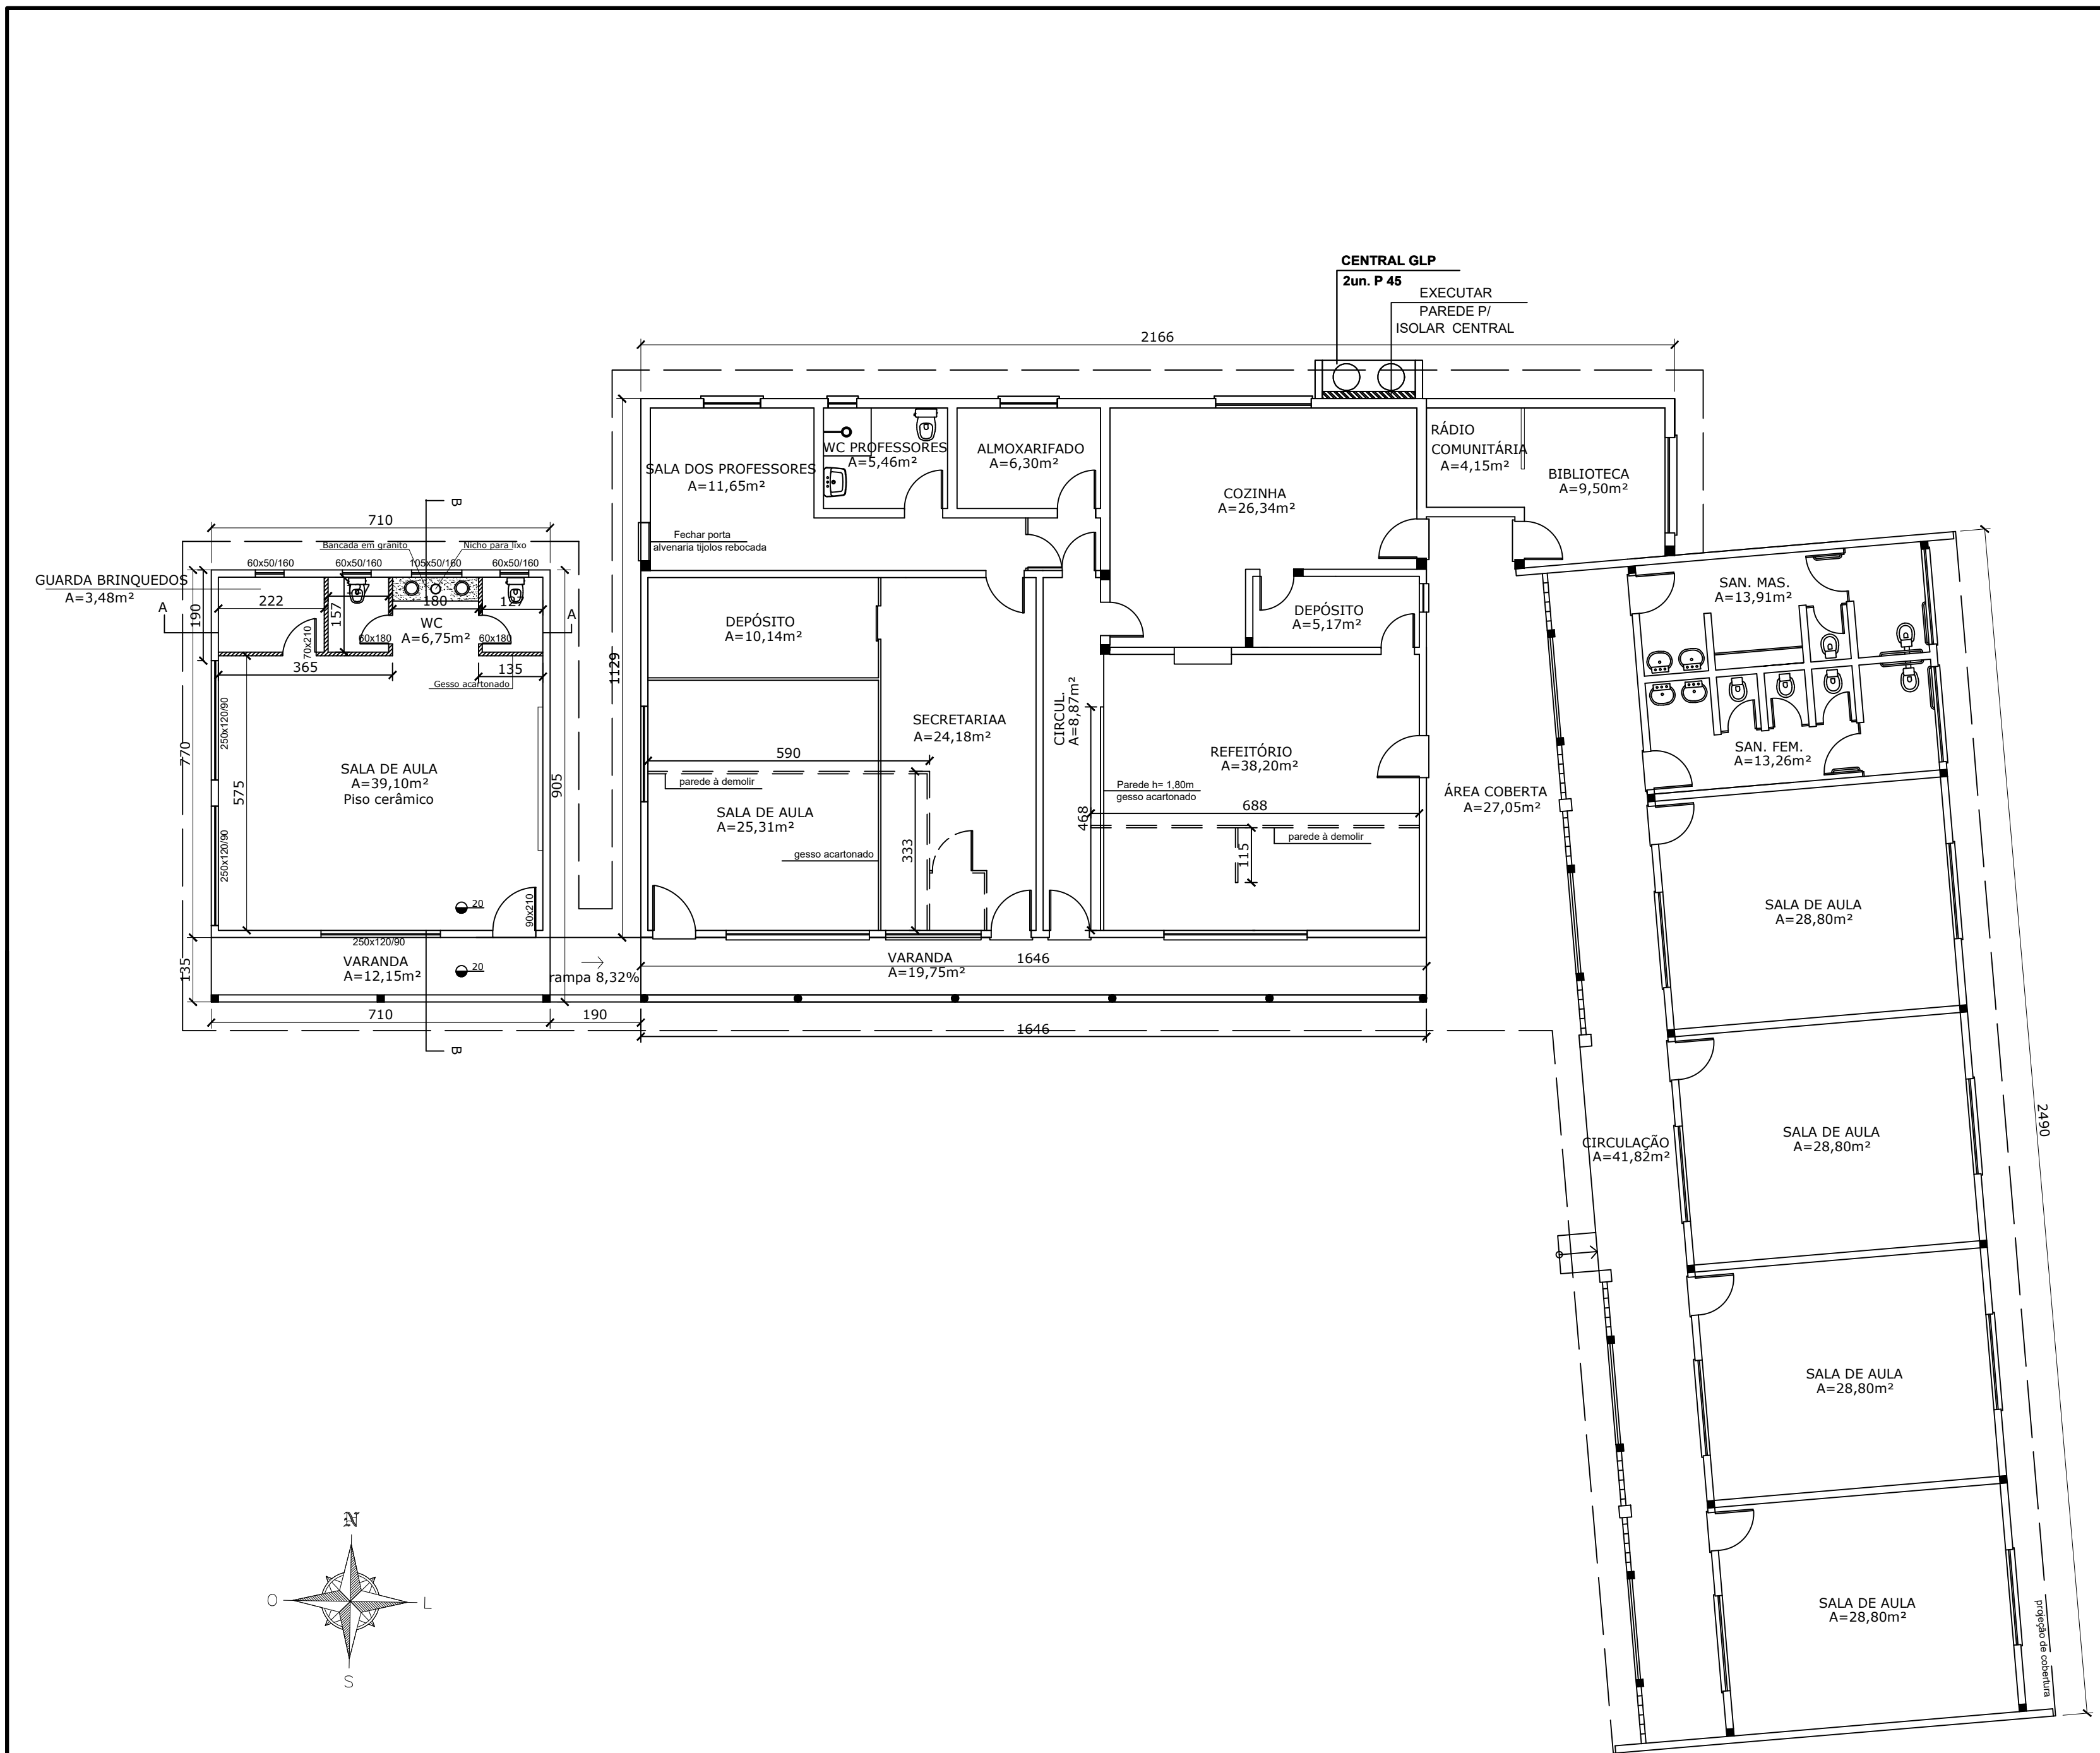 CENTRAL GLP
2un. P 45
EXECUTAR
PAREDE P/
ISOLAR CENTRAL
2166
RÁDIO
COMUNITÁRIA
A=4,15m²
BIBLIOTECA
A=9,50m²
WC PROFESSORES
A=5,46m²
ALMOXARIFADO
A=6,30m²
SALA DOS PROFESSORES
A=11,65m²
COZINHA
A=26,34m²
Fechar porta
alvenaria tijolos rebocada
B
710
Bancada em granito
Nicho para lixo
60x50/160
60x50/160
105x50/160
60x50/160
GUARDA BRINQUEDOS
A=3,48m²
A
A
190
222
157
180
127
WC
A=6,75m²
70x210
60x180
60x180
365
135
Gesso acartonado
DEPÓSITO
A=10,14m²
DEPÓSITO
A=5,17m²
SAN. MAS.
A=13,91m²
1129
250x120/90
770
575
905
SALA DE AULA
A=39,10m²
Piso cerâmico
250x120/90
20
90x210
250x120/90
SECRETARIAA
A=24,18m²
CIRCUL.
A=8,87m²
REFEITÓRIO
A=38,20m²
590
parede à demolir
SALA DE AULA
A=25,31m²
gesso acartonado
333
Parede h= 1,80m
gesso acartonado
468
688
parede à demolir
115
ÁREA COBERTA
A=27,05m²
SAN. FEM.
A=13,26m²
SALA DE AULA
A=28,80m²
VARANDA
A=12,15m²
20
135
rampa 8,32%
VARANDA
A=19,75m²
1646
710
190
1646
B
CIRCULAÇÃO
A=41,82m²
SALA DE AULA
A=28,80m²
2490
SALA DE AULA
A=28,80m²
SALA DE AULA
A=28,80m²
projeção de cobertura
N
O
L
S